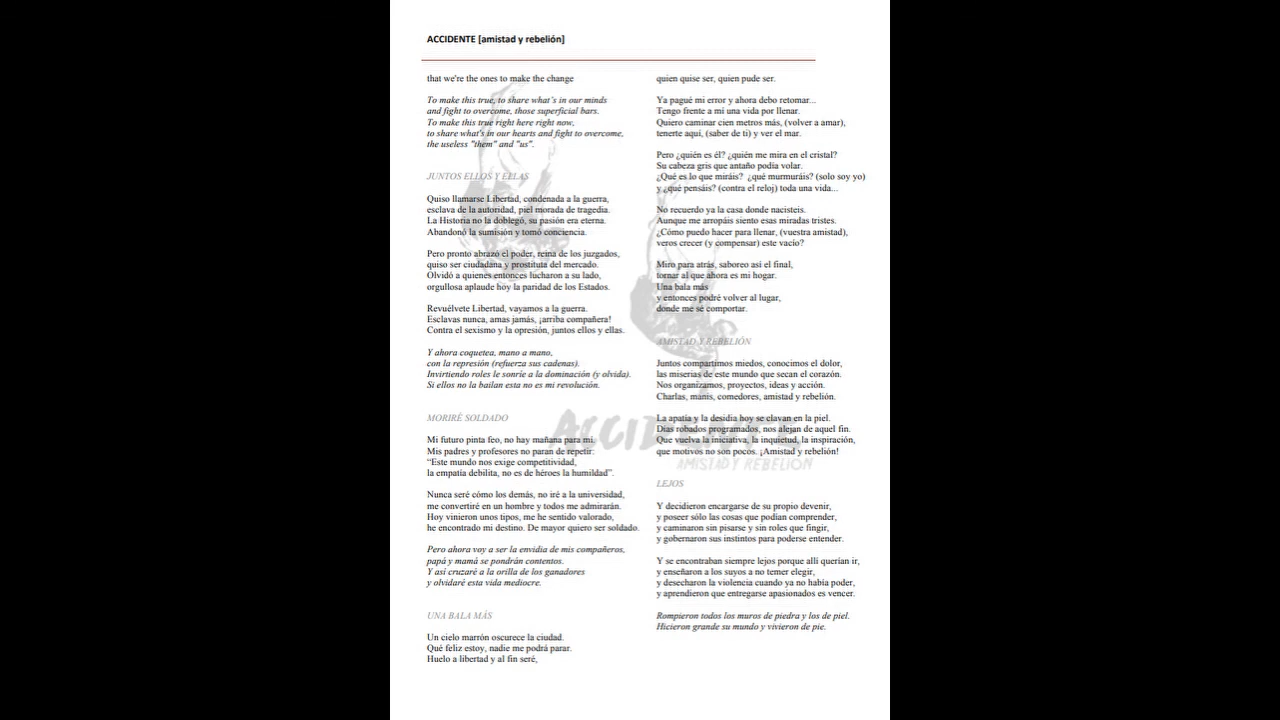 ACCIDENTE [amistad y rebelión]
that we're the ones to make the change
To make this true, to share what's in our minds
and fight to overcome, those superficial bars.
To make this true right here right now,
to share what's in our hearts and fight to overcome,
the useless "them" and "us".
JUNTOS ELLOS Y ELLAS
Quiso llamarse Libertad, condenada a la guerra,
esclava de la autoridad, piel morada de tragedia.
La Historia no la doblegó, su pasión era eterna.
Abandonó la sumisión y tomó conciencia.
Pero pronto abrazó el poder, reina de los juzgados,
quiso ser ciudadana y prostituta del mercado.
Olvidó a quienes entonces lucharon a su lado,
orgullosa aplaude hoy la paridad de los Estados.
Revuélvete Libertad, vayamos a la guerra.
Esclavas nunca, amas jamás, ¡arriba compañera!
Contra el sexismo y la opresión, juntos ellos y ellas.
Y ahora coquetea, mano a mano,
con la represión (refuerza sus cadenas).
Invirtiendo roles le sonríe a la dominación (y olvida).
Si ellos no la bailan esta no es mi revolución.
MORIRÉ SOLDADO
Mi futuro pinta feo, no hay mañana para mi.
Mis padres y profesores no paran de repetir:
“Este mundo nos exige competitividad,
la empatía debilita, no es de héroes la humildad”.
Nunca seré cómo los demás, no iré a la universidad,
me convertiré en un hombre y todos me admirarán.
Hoy vinieron unos tipos, me he sentido valorado,
he encontrado mi destino. De mayor quiero ser soldado.
Pero ahora voy a ser la envidia de mis compañeros,
papá y mamá se pondrán contentos.
Y así cruzaré a la orilla de los ganadores
y olvidaré esta vida mediocre.
UNA BALA MÁS
Un cielo marrón oscurece la ciudad.
Qué feliz estoy, nadie me podrá parar.
Huelo a libertad y al fin seré,
quien quise ser, quien pude ser.
Ya pagué mi error y ahora debo retomar...
Tengo frente a mí una vida por llenar.
Quiero caminar cien metros más, (volver a amar),
tenerte aquí, (saber de ti) y ver el mar.
Pero ¿quién es él? ¿quién me mira en el cristal?
Su cabeza gris que antaño podía volar.
¿Qué es lo que miráis? ¿qué murmuráis? (solo soy yo)
y ¿qué pensáis? (contra el reloj) toda una vida...
No recuerdo ya la casa donde nacisteis.
Aunque me arropáis siento esas miradas tristes.
¿Cómo puedo hacer para llenar, (vuestra amistad),
veros crecer (y compensar) este vacío?
Miro para atrás, saboreo así el final,
tornar al que ahora es mi hogar.
Una bala más
y entonces podré volver al lugar,
donde me sé comportar.
AMISTAD Y REBELIÓN
Juntos compartimos miedos, conocimos el dolor,
las miserias de este mundo que secan el corazón.
Nos organizamos, proyectos, ideas y acción.
Charlas, manis, comedores, amistad y rebelión.
La apatía y la desidia hoy se clavan en la piel.
Días robados programados, nos alejan de aquel fin.
Que vuelva la iniciativa, la inquietud, la inspiración,
que motivos no son pocos. ¡Amistad y rebelión!
ACCIDENTE
AMISTAD Y REBELIÓN
LEJOS
Y decidieron encargarse de su propio devenir,
y poseer sólo las cosas que podían comprender,
y caminaron sin pisarse y sin roles que fingir,
y gobernaron sus instintos para poderse entender.
Y se encontraban siempre lejos porque allí querían ir,
y enseñaron a los suyos a no temer elegir,
y desecharon la violencia cuando ya no había poder,
y aprendieron que entregarse apasionados es vencer.
Rompieron todos los muros de piedra y los de piel.
Hicieron grande su mundo y vivieron de pie.